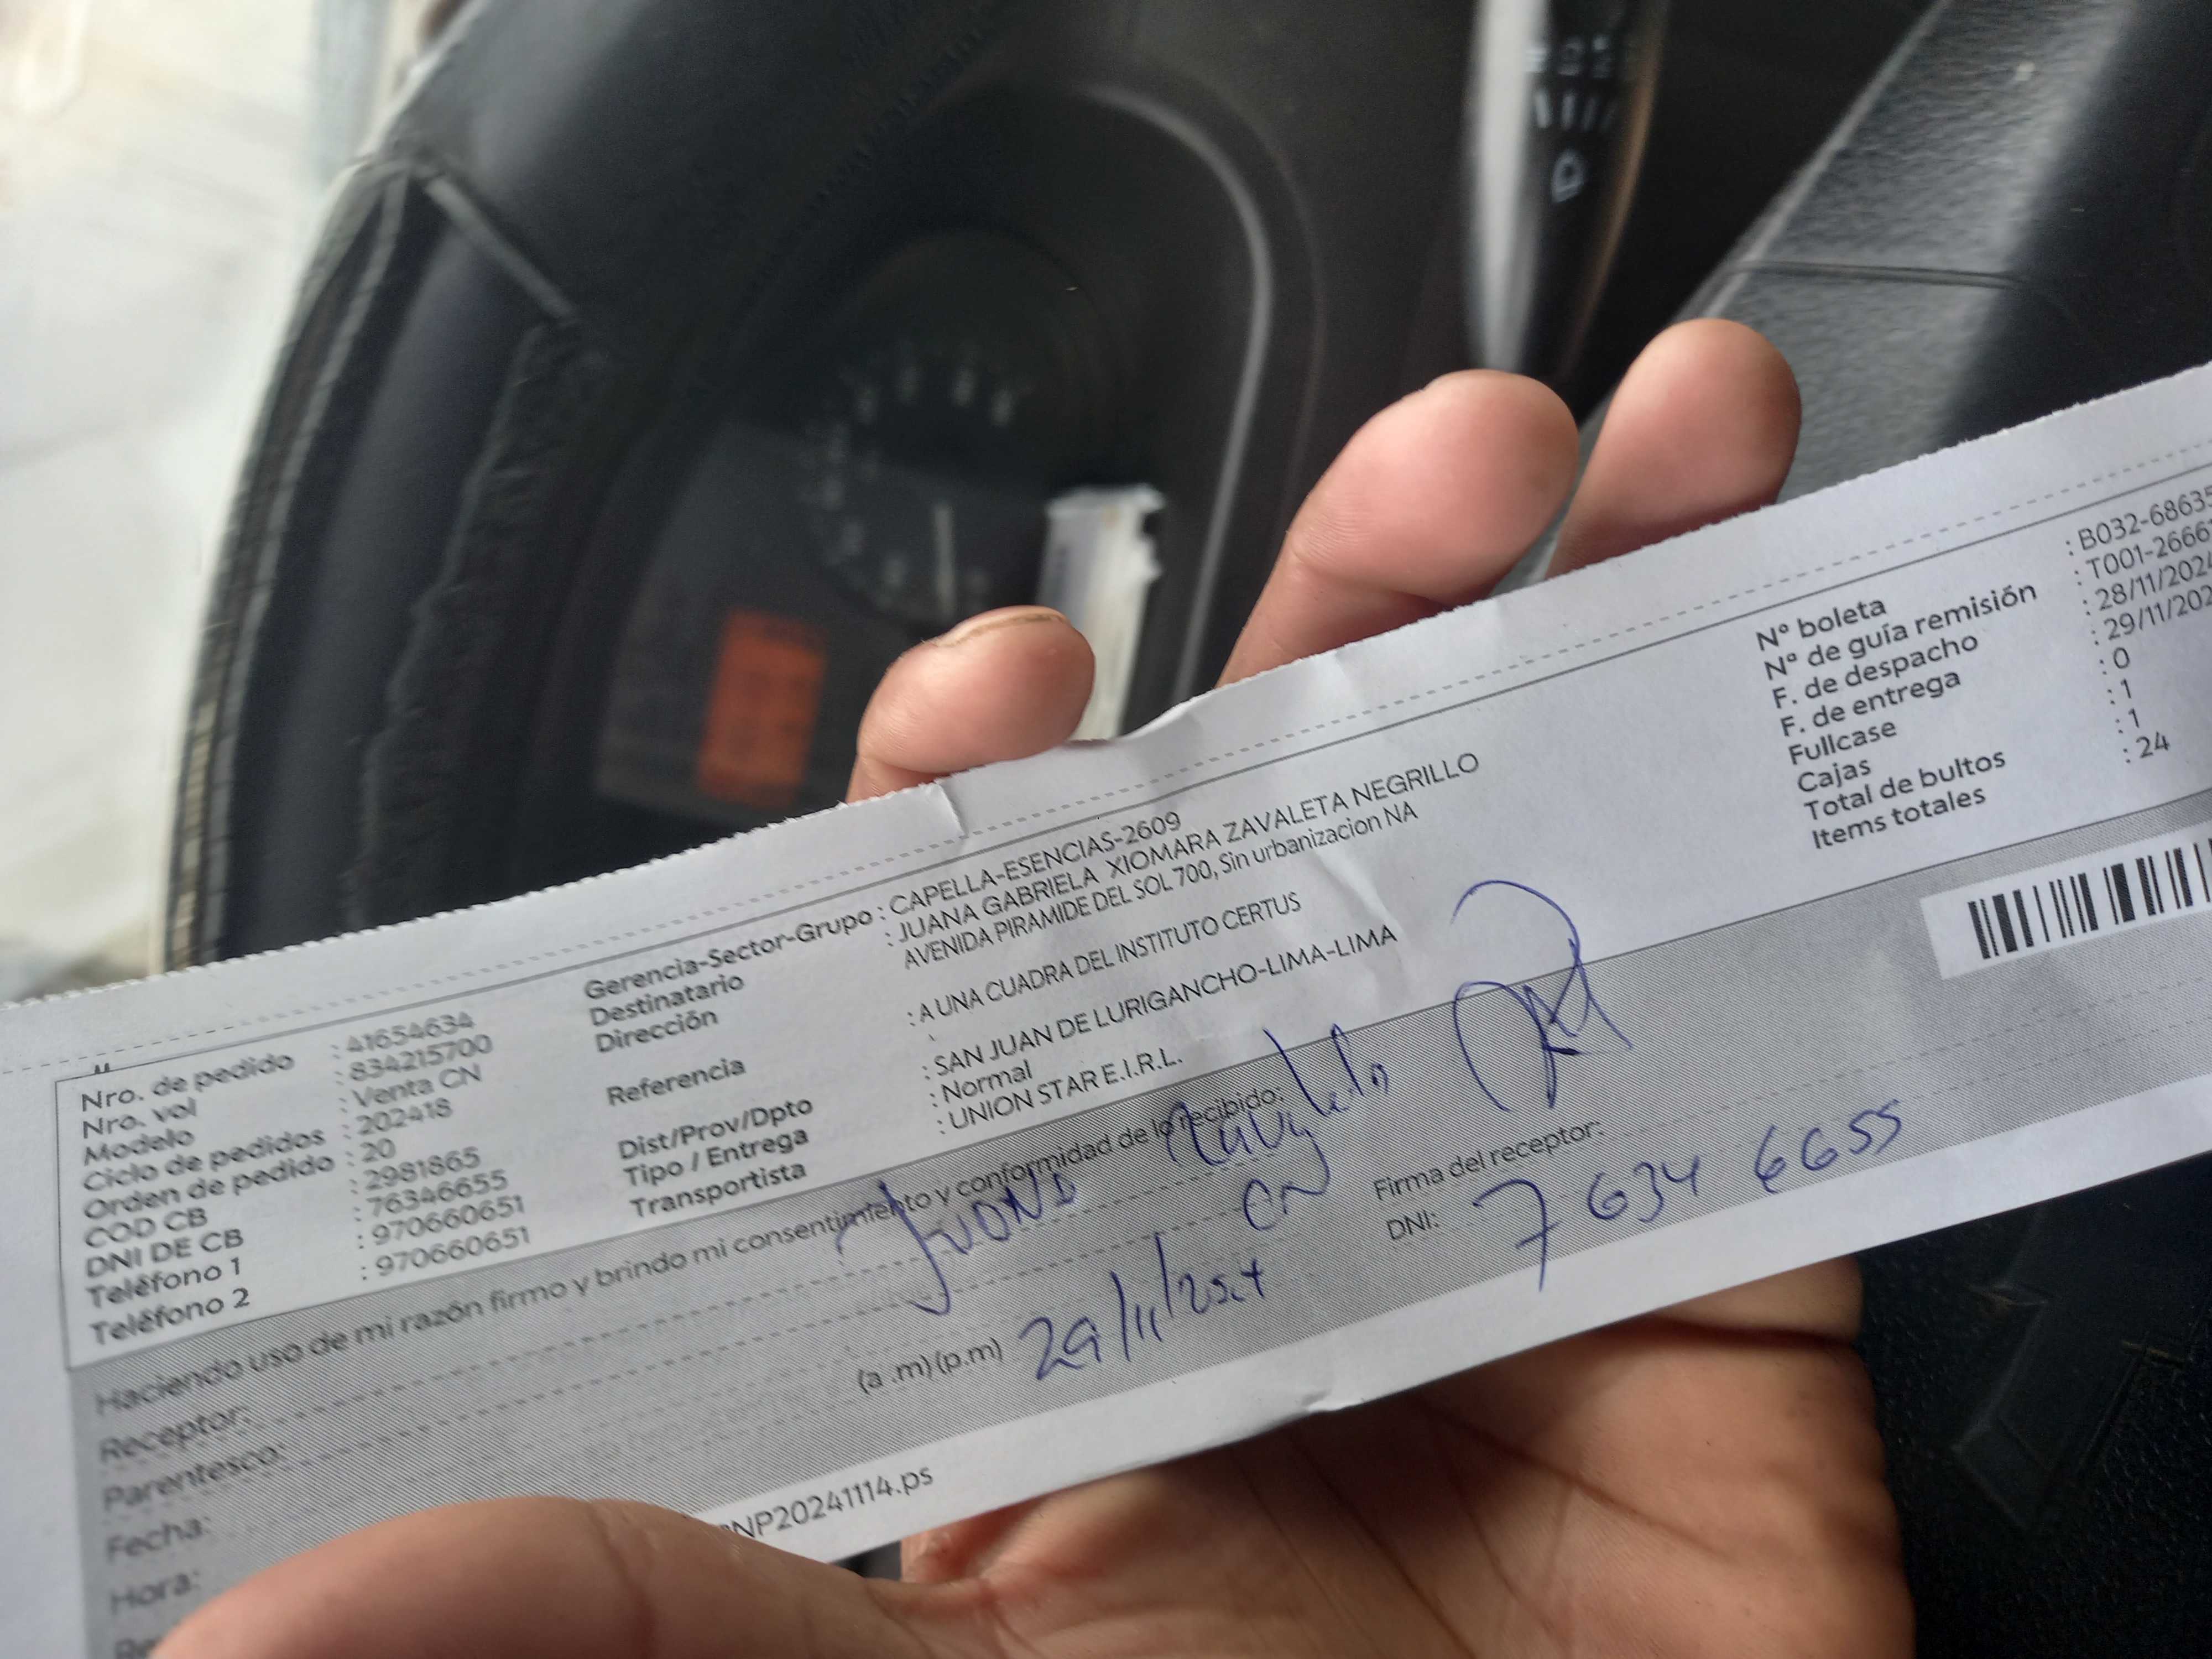 Nro. de pedido : 41654634
Nro. vol : 834215700
Modelo : Venta CN
Ciclo de pedidos : 202418
Orden de pedido : 20
COD CB : 2981865
DNI DE CB : 76346655
Teléfono 1 : 970660651
Teléfono 2 : 970660651
Gerencia-Sector-Grupo : CAPELLA-ESENCIAS-2609
Destinatario : JUANA GABRIELA XIOMARA ZAVALETA NEGRILLO
Dirección AVENIDA PIRAMIDE DEL SOL 700, Sin urbanizacion NA
Referencia : A UNA CUADRA DEL INSTITUTO CERTUS
Dist/Prov/Dpto : SAN JUAN DE LURIGANCHO-LIMA-LIMA
Tipo / Entrega : Normal
Transportista : UNION STAR E.I.R.L.
N° boleta : B032-6863
N° de guía remisión : T001-2666
F. de despacho : 28/11/202
F. de entrega : 29/11/202
Fullcase : 0
Cajas : 1
Total de bultos : 1
Items totales : 24
Haciendo uso de mi razón firmo y brindo mi consentimiento y conformidad de lo recibido:
Receptor:
Parentesco: CN
Fecha: 29/11/2024
Hora: (a .m) (p.m)
Firma del receptor:
DNI: 76346655
NP20241114.ps